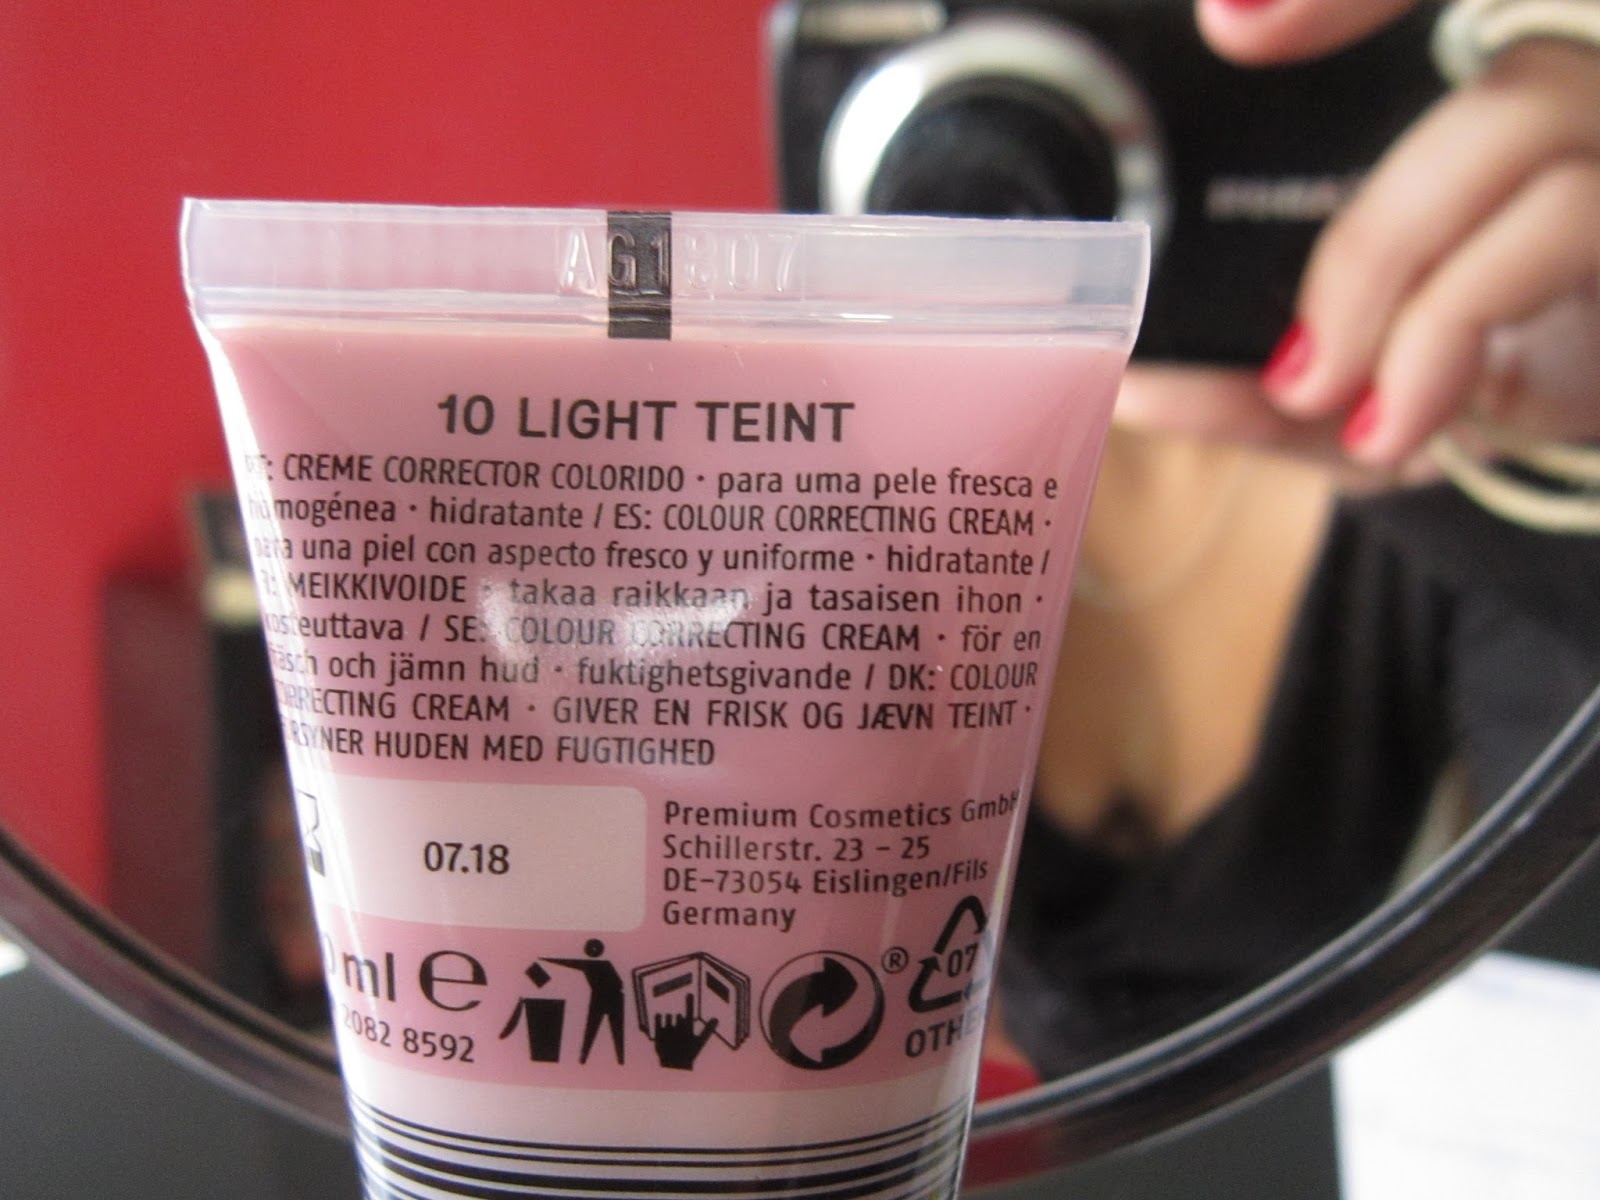 AG1807
10 LIGHT TEINT
CREME CORRECTOR COLORIDO · para uma pele fresca e
· hidratante / ES: COLOUR CORRECTING CREAM ·
para una piel con aspecto fresco y uniforme · hidratante /
MEIKKIVOIDE · takaa raikkaan ja tasaisen ihon ·
kosteuttava / SE: COLOUR CORRECTING CREAM · för en
fräsch och jämn hud · fuktighetsgivande / DK: COLOUR
CORRECTING CREAM · GIVER EN FRISK OG JÆVN TEINT ·
HUDEN MED FUGTIGHED
07.18
Premium Cosmetics GmbH
Schillerstr. 23 – 25
DE–73054 Eislingen/Fils
Germany
ml e
2082 8592
®
07